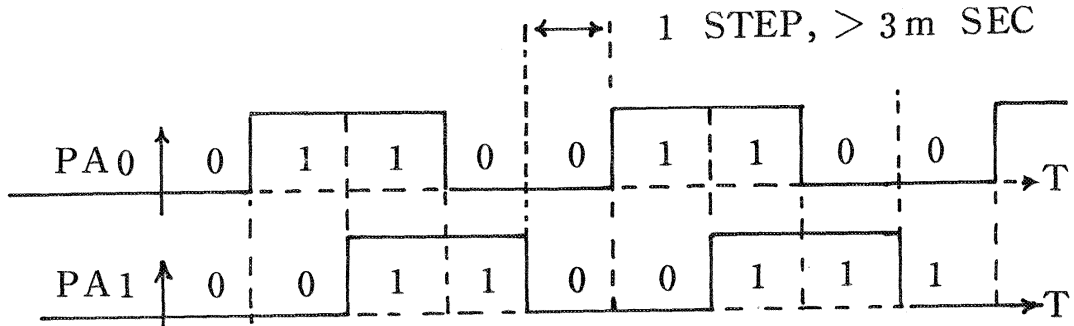 1 STEP, > 3 m SEC
PA0 0 1 1 0 0 1 1 0 0 T
PA1 0 0 1 1 0 0 1 1 1 T